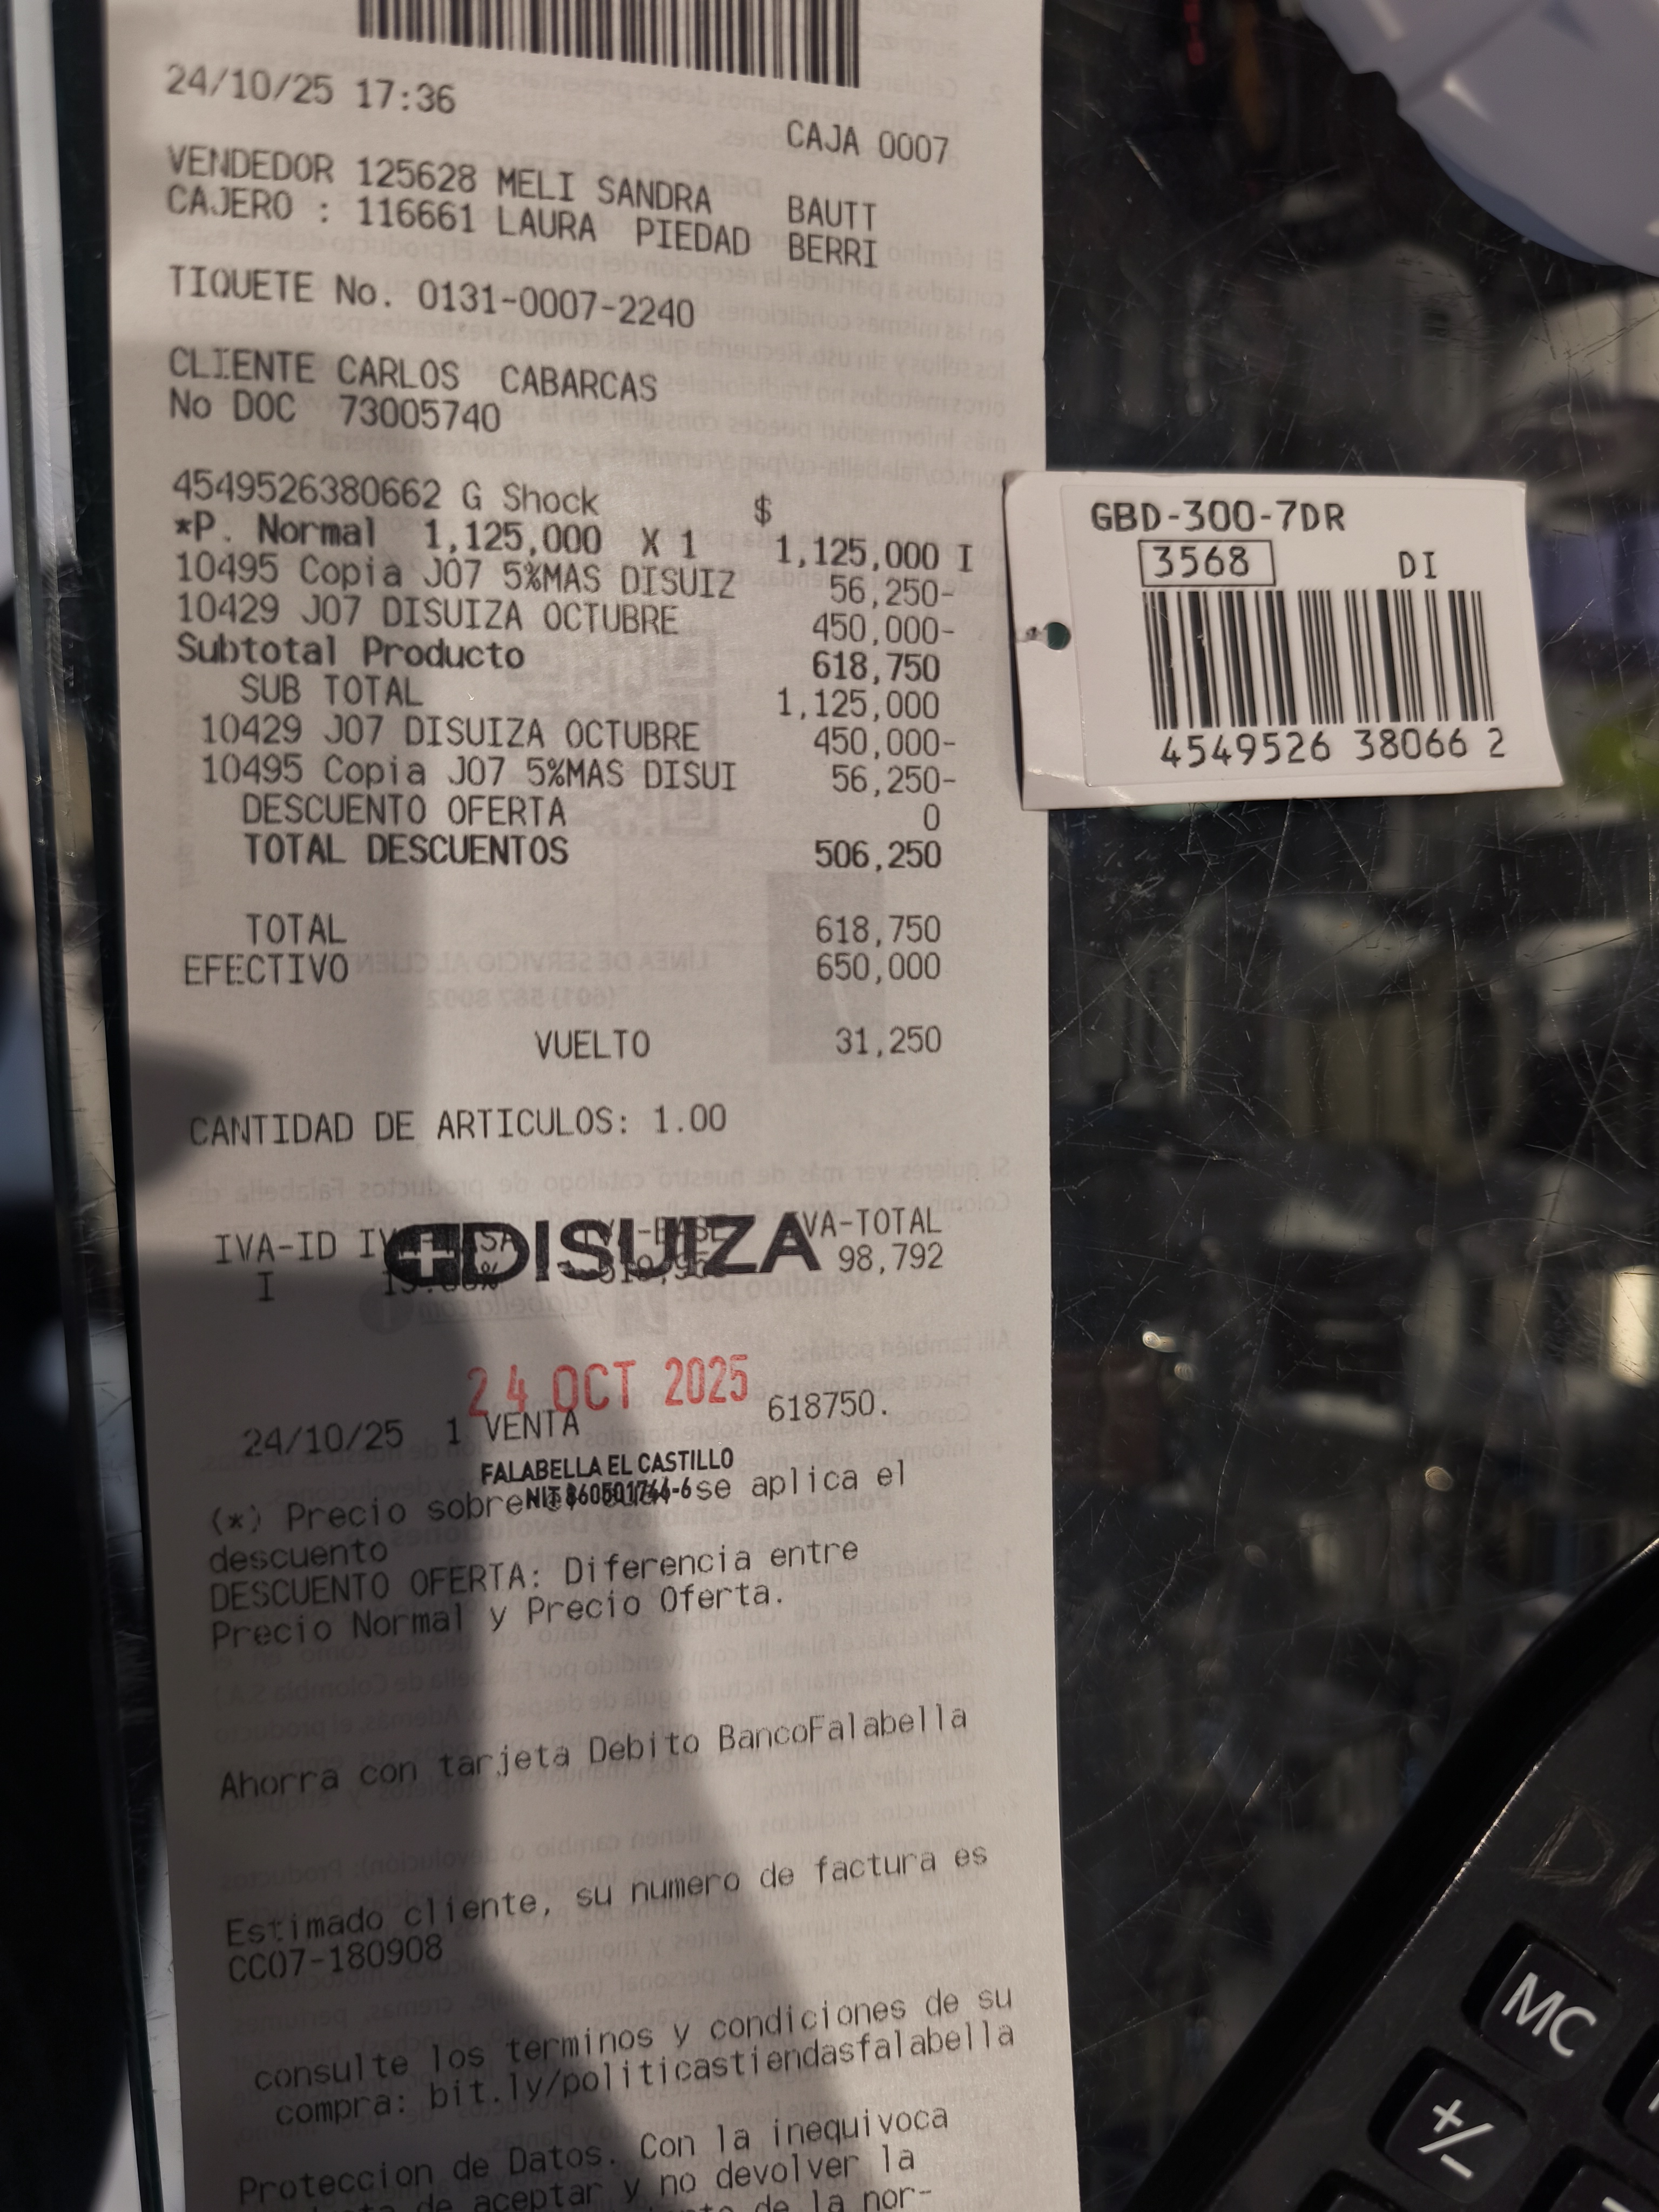 24/10/25 17:36
CAJA 0007
VENDEDOR 125628 MELI SANDRA BAUTT
CAJERO : 116661 LAURA PIEDAD BERRI
TIQUETE No. 0131-0007-2240
CLIENTE CARLOS CABARCAS
No DOC 73005740
4549526380662 G Shock $
*P. Normal 1,125,000 X 1 1,125,000 I
10495 Copia J07 5%MAS DISUIZ 56,250-
10429 J07 DISUIZA OCTUBRE 450,000-
Subtotal Producto 618,750
SUB TOTAL 1,125,000
10429 J07 DISUIZA OCTUBRE 450,000-
10495 Copia J07 5%MAS DISUI 56,250-
DESCUENTO OFERTA 0
TOTAL DESCUENTOS 506,250
TOTAL 618,750
EFECTIVO 650,000
VUELTO 31,250
CANTIDAD DE ARTICULOS: 1.00
IVA-ID IVA-TOTAL
DISUIZA
I 98,792
24 OCT 2025
24/10/25 1 VENTA 618750.
FALABELLA EL CASTILLO
NIT 860501744-6
(*) Precio sobre se aplica el
descuento
DESCUENTO OFERTA: Diferencia entre
Precio Normal y Precio Oferta.
Ahorra con tarjeta Debito BancoFalabella
Estimado cliente, su numero de factura es
CC07-180908
consulte los terminos y condiciones de su
compra: bit.ly/politicastiendasfalabella
Proteccion de Datos. Con la inequivoca
de aceptar y no devolver la
de la nor-
GBD-300-7DR
3568 DI
4549526 38066 2
MC
+/-